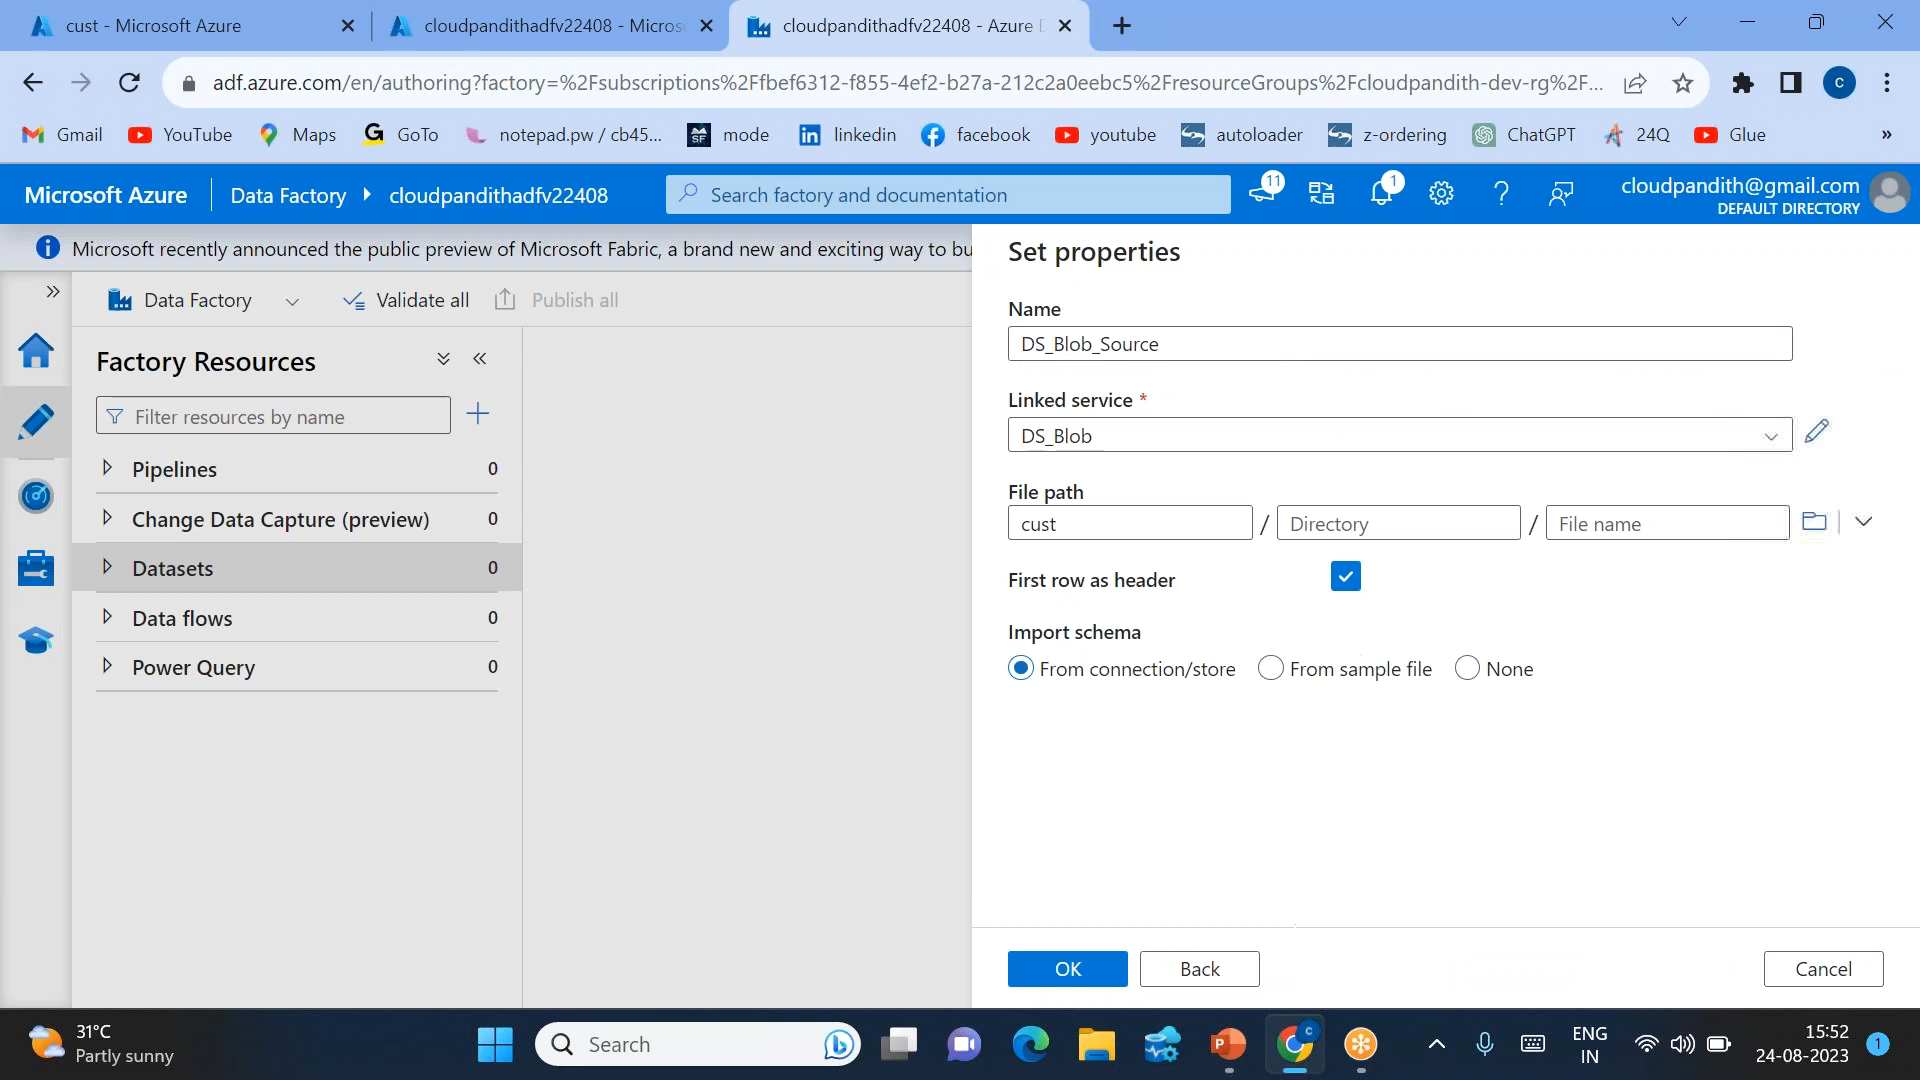 cust - Microsoft Azure
cloudpandithadfv22408 - Micros
cloudpandithadfv22408 - Azure D
adf.azure.com/en/authoring?factory=%2Fsubscriptions%2Ffbef6312-f855-4ef2-b27a-212c2a0eebc5%2FresourceGroups%2Fcloudpandith-dev-rg%2F...
C
Gmail
YouTube
Maps
G
GoTo
notepad.pw / cb45...
SF
mode
linkedin
facebook
youtube
autoloader
z-ordering
ChatGPT
24Q
Glue
»
Microsoft Azure
Data Factory
cloudpandithadfv22408
Search factory and documentation
11
1
cloudpandith@gmail.com
DEFAULT DIRECTORY
Microsoft recently announced the public preview of Microsoft Fabric, a brand new and exciting way to bu
Data Factory
Validate all
Publish all
Factory Resources
Filter resources by name
Pipelines 0
Change Data Capture (preview) 0
Datasets 0
Data flows 0
Power Query 0
Set properties
Name
DS_Blob_Source
Linked service *
DS_Blob
File path
cust / Directory / File name
First row as header
Import schema
From connection/store
From sample file
None
OK
Back
Cancel
31°C
Partly sunny
Search
P
C
ENG
IN
15:52
24-08-2023
1